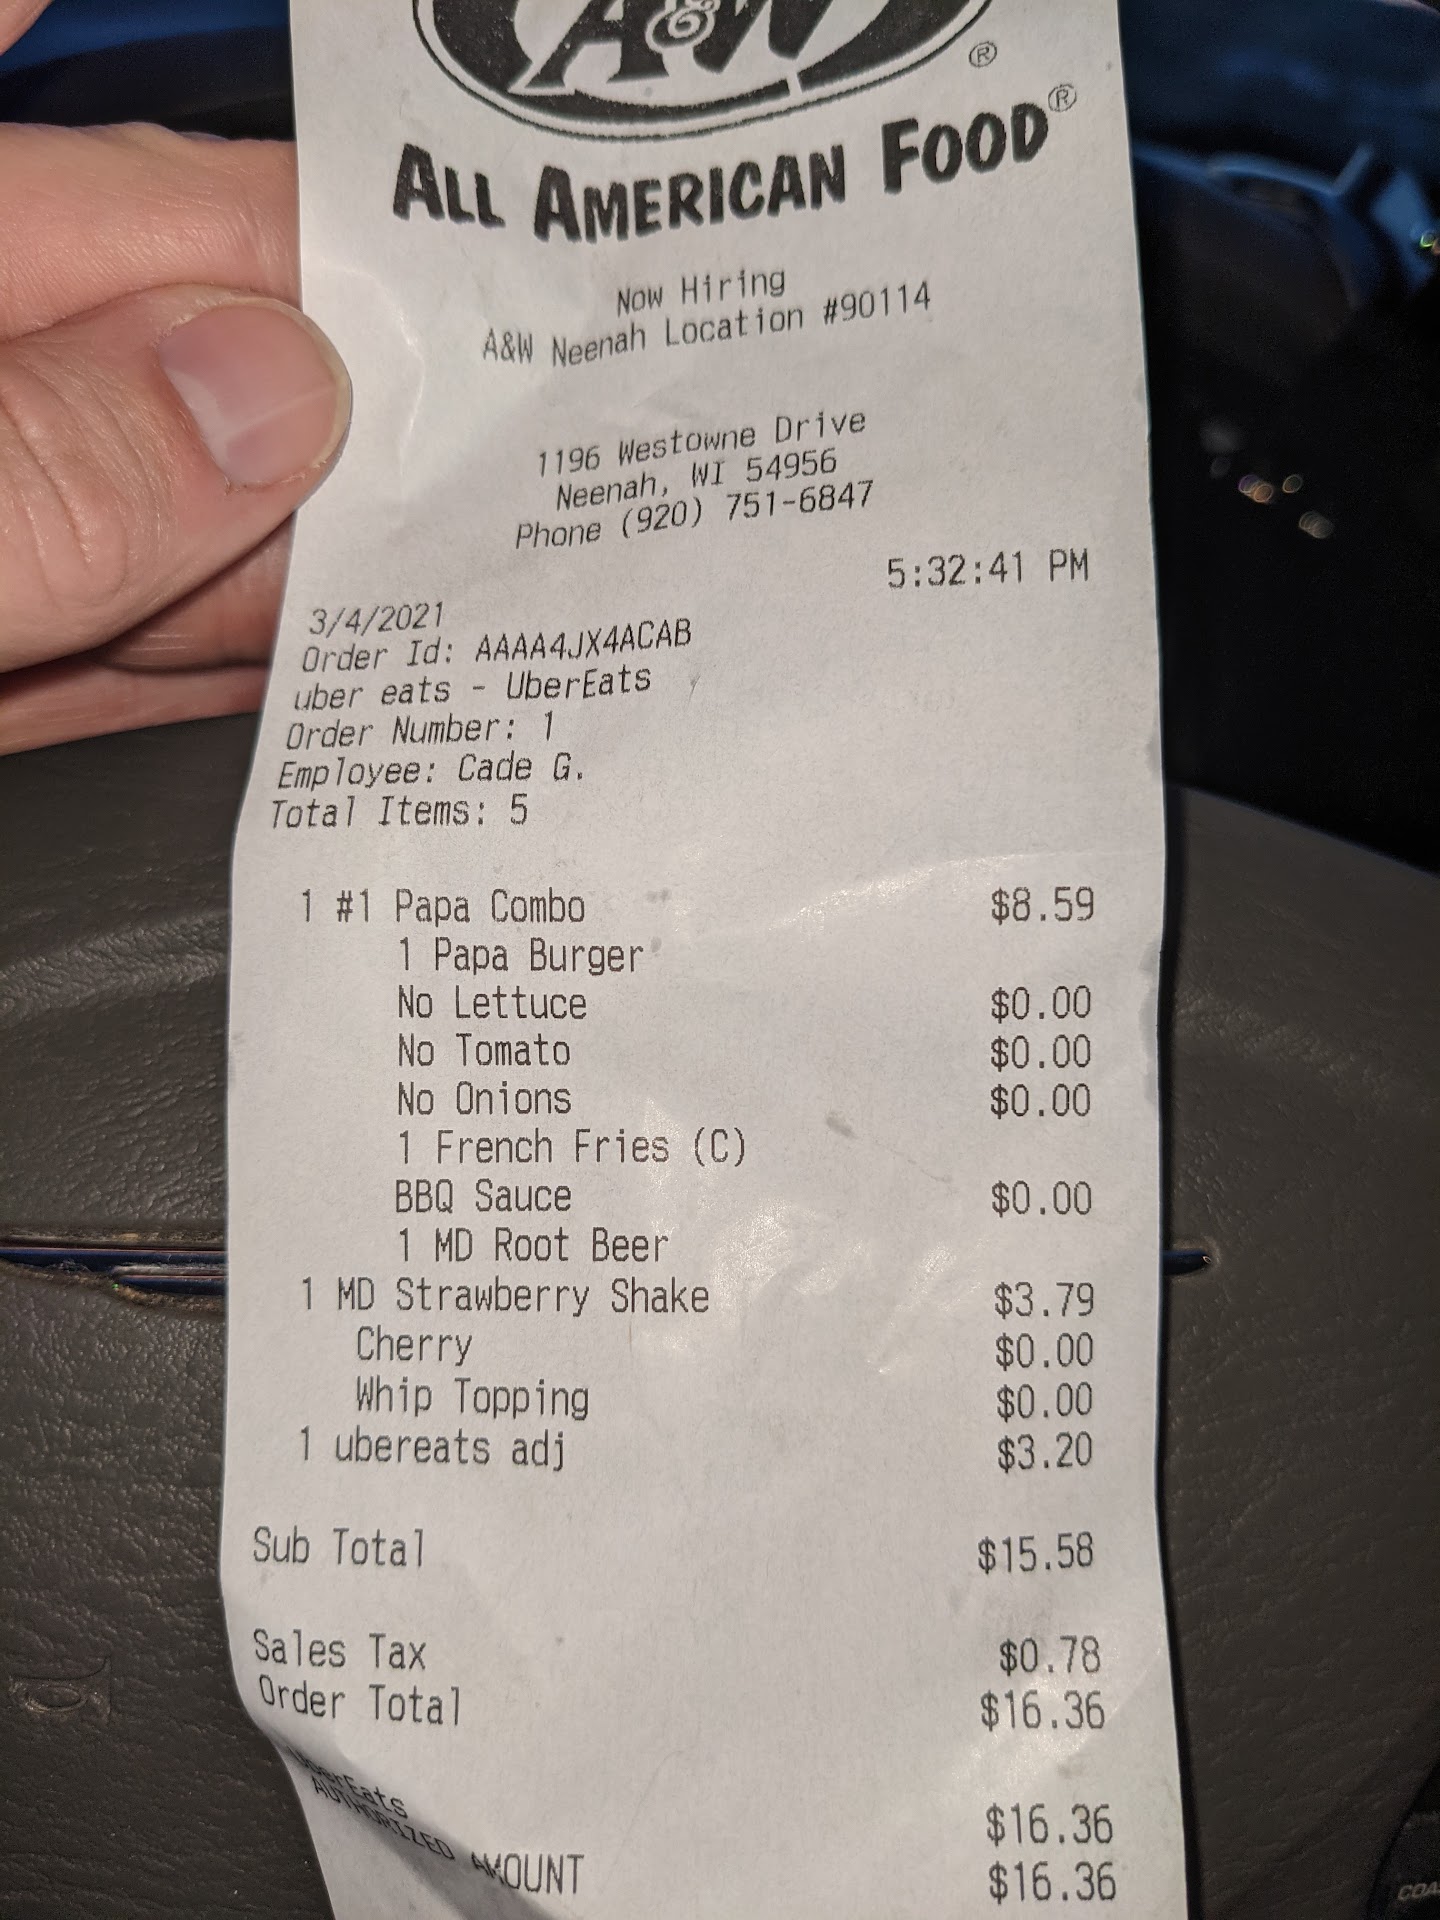 A&W ®
ALL AMERICAN FOOD®
Now Hiring
A&W Neenah Location #90114
1196 Westowne Drive
Neenah, WI 54956
Phone (920) 751-6847
5:32:41 PM
3/4/2021
Order Id: AAAA4JX4ACAB
uber eats - UberEats
Order Number: 1
Employee: Cade G.
Total Items: 5
1 #1 Papa Combo $8.59
1 Papa Burger
No Lettuce $0.00
No Tomato $0.00
No Onions $0.00
1 French Fries (C)
BBQ Sauce $0.00
1 MD Root Beer
1 MD Strawberry Shake $3.79
Cherry $0.00
Whip Topping $0.00
1 ubereats adj $3.20
Sub Total $15.58
Sales Tax $0.78
Order Total $16.36
UberEats $16.36
AUTHORIZED AMOUNT $16.36